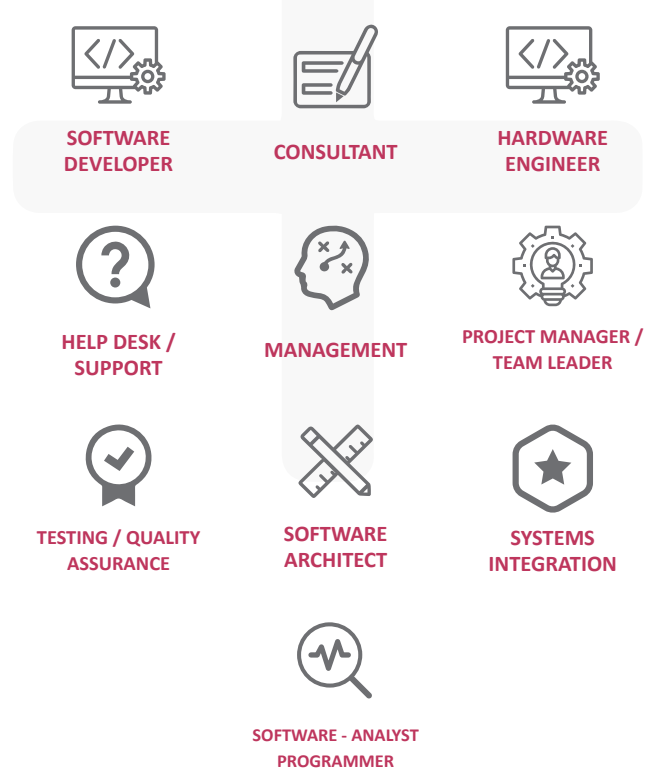 </>
</>
SOFTWARE
DEVELOPER
CONSULTANT
HARDWARE
ENGINEER
?
HELP DESK /
SUPPORT
MANAGEMENT
PROJECT MANAGER /
TEAM LEADER
TESTING / QUALITY
ASSURANCE
SOFTWARE
ARCHITECT
SYSTEMS
INTEGRATION
SOFTWARE - ANALYST
PROGRAMMER